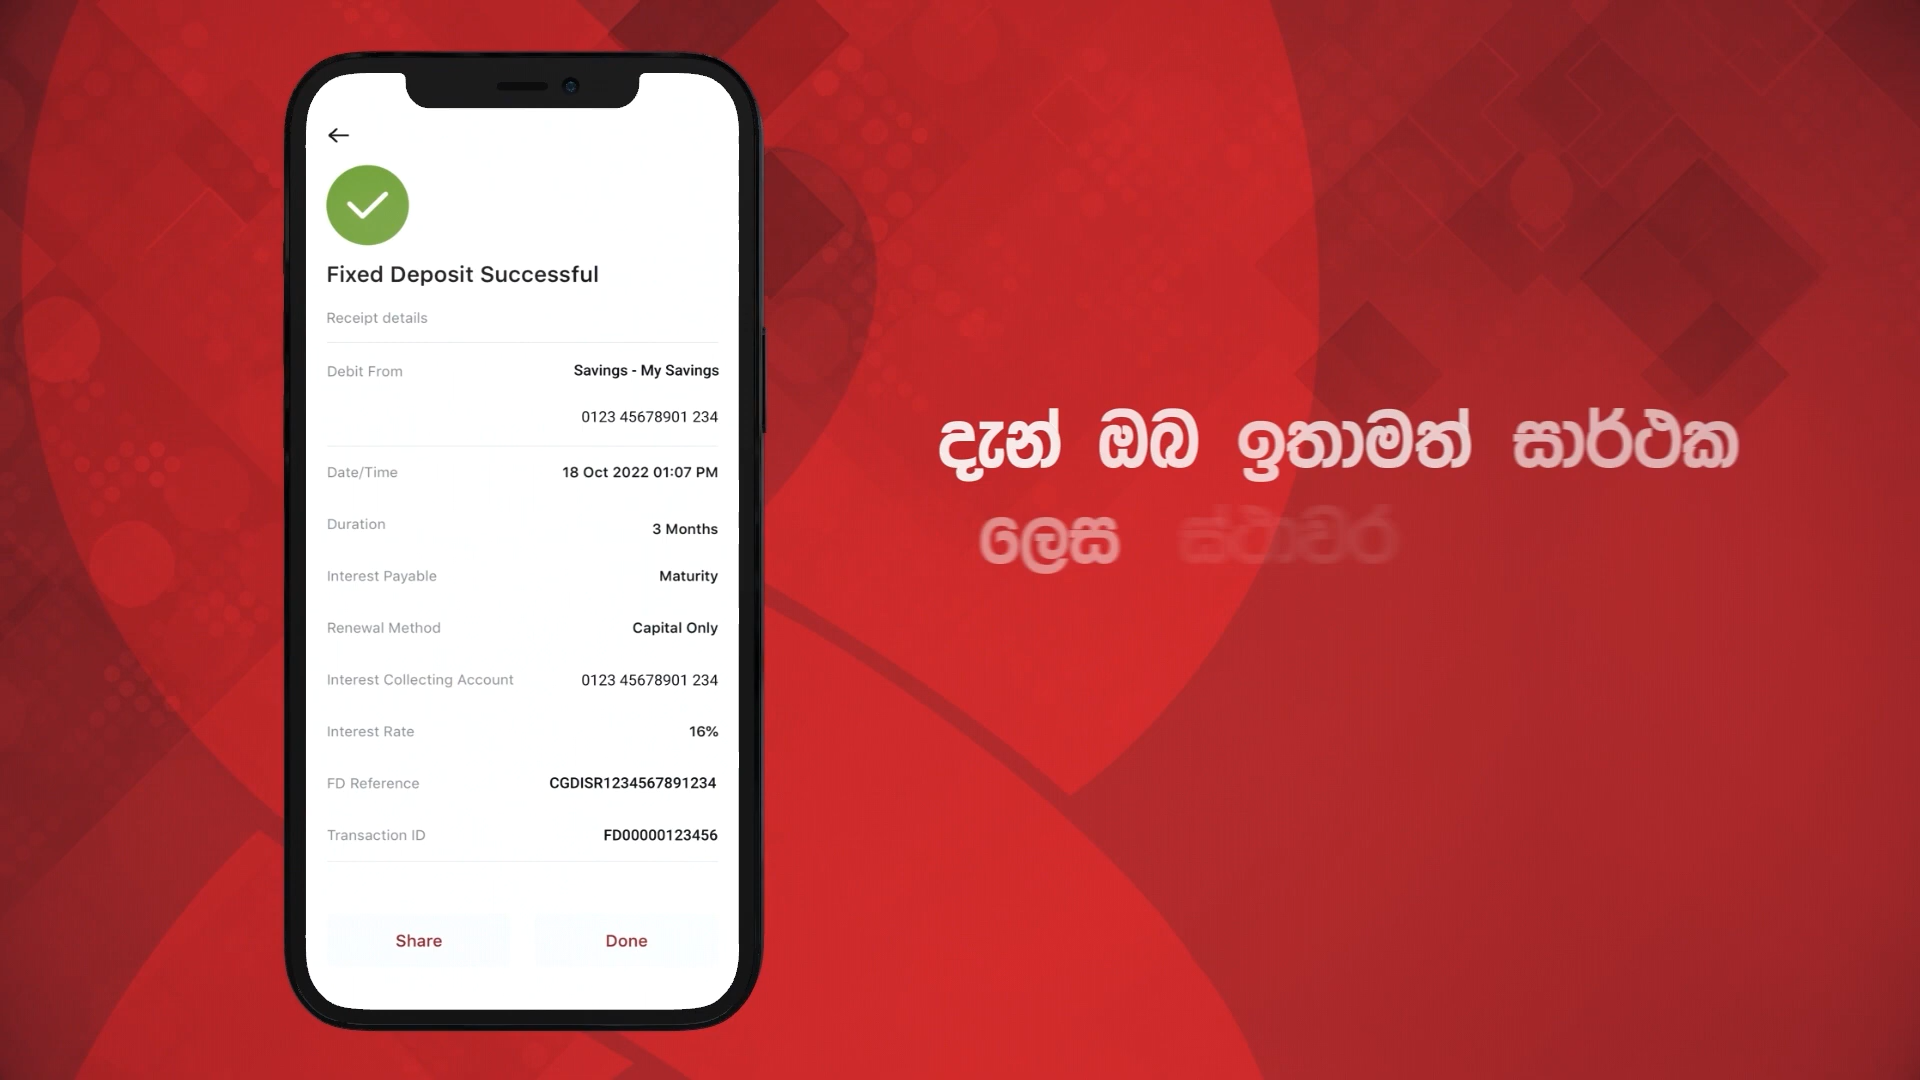 Fixed Deposit Successful
Receipt details
Debit From Savings - My Savings
0123 45678901 234
Date/Time 18 Oct 2022 01:07 PM
Duration 3 Months
Interest Payable Maturity
Renewal Method Capital Only
Interest Collecting Account 0123 45678901 234
Interest Rate 16%
FD Reference CGDISR1234567891234
Transaction ID FD00000123456
Share Done
දැන් ඔබ ඉතාමත් සාර්ථක
ලෙස ස්ථාවර